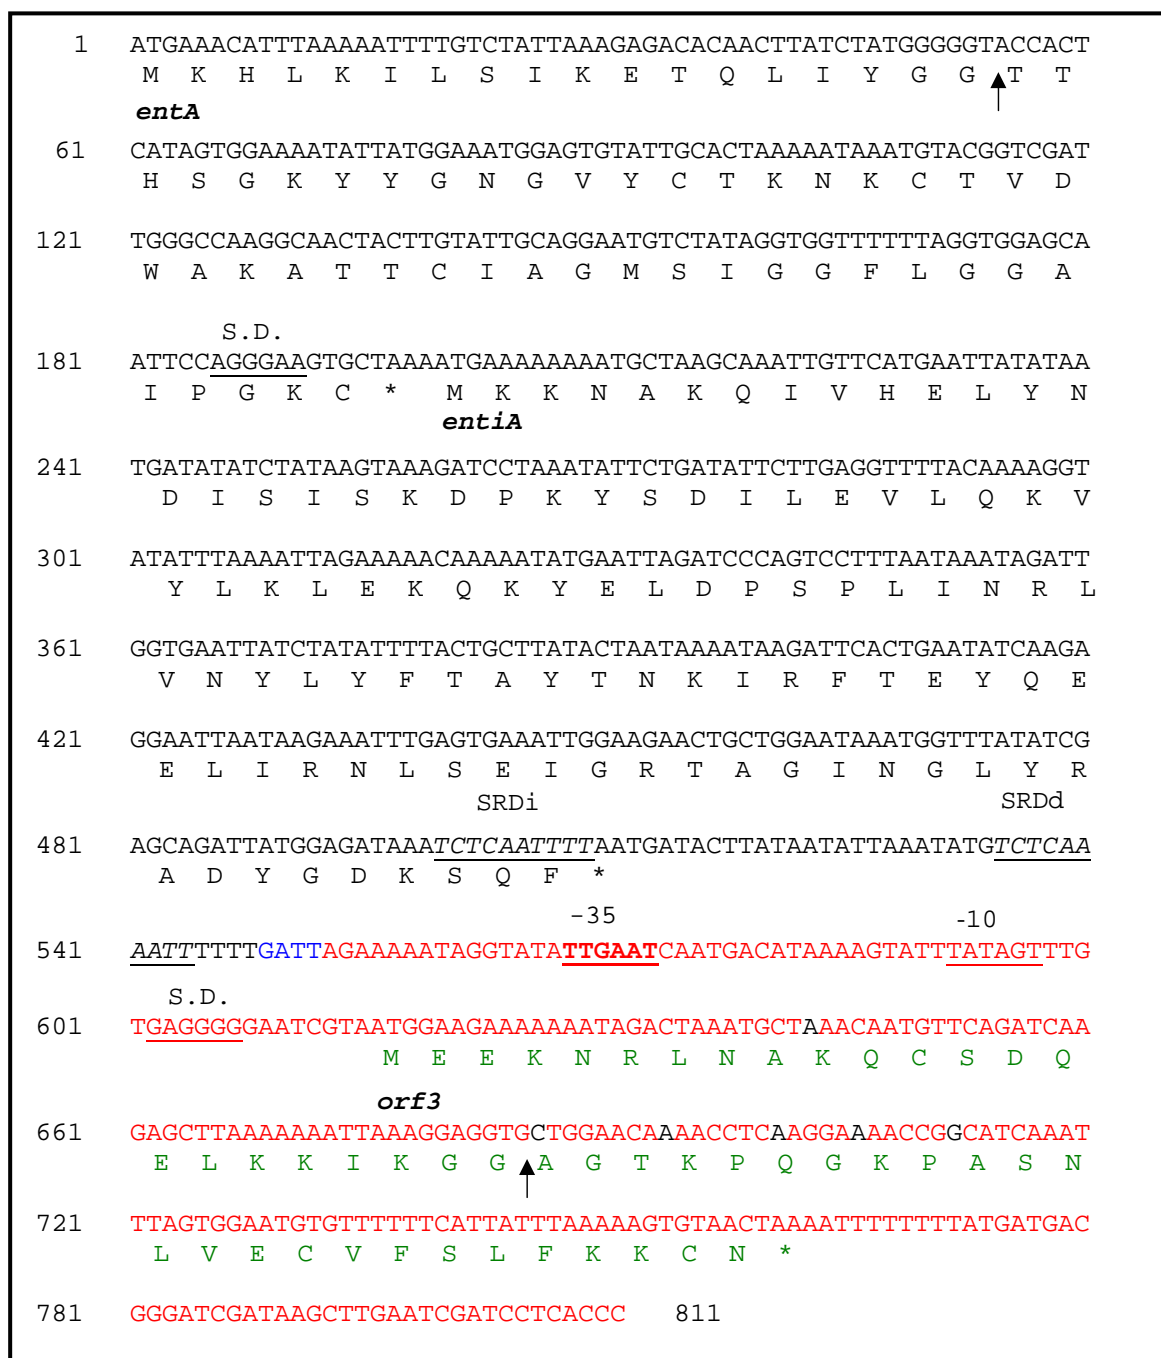 1 ATGAAACATTTAAAAATTTTGTCTATTAAAGAGACACAACTTATCTATGGGGGTACCACT
M K H L K I L S I K E T Q L I Y G G T T
entA
61 CATAGTGGAAAATATTATGGAAATGGAGTGTATTGCACTAAAAATAAATGTACGGTCGAT
H S G K Y Y G N G V Y C T K N K C T V D
121 TGGGCCAAGGCAACTACTTGTATTGCAGGAATGTCTATAGGTGGTTTTTTAGGTGGAGCA
W A K A T T C I A G M S I G G F L G G A
S.D.
181 ATTCCAGGGAAGTGCTAAAATGAAAAAAAATGCTAAGCAAATTGTTCATGAATTATATAA
I P G K C * M K K N A K Q I V H E L Y N
entiA
241 TGATATATCTATAAGTAAAGATCCTAAATATTCTGATATTCTTGAGGTTTTACAAAAGGT
D I S I S K D P K Y S D I L E V L Q K V
301 ATATTTAAAATTAGAAAAACAAAAATATGAATTAGATCCCAGTCCTTTAATAAATAGATT
Y L K L E K Q K Y E L D P S P L I N R L
361 GGTGAATTATCTATATTTTACTGCTTATACTAATAAAATAAGATTCACTGAATATCAAGA
V N Y L Y F T A Y T N K I R F T E Y Q E
421 GGAATTAATAAGAAATTTGAGTGAAATTGGAAGAACTGCTGGAATAAATGGTTTATATCG
E L I R N L S E I G R T A G I N G L Y R
SRDi SRDd
481 AGCAGATTATGGAGATAAATCTCAATTTTAATGATACTTATAATATTAAATATGTCTCAA
A D Y G D K S Q F *
-35 -10
541 AATTTTTTGATTAGAAAAATAGGTATATTGAATCAATGACATAAAAGTATTTATAGTTTG
S.D.
601 TGAGGGGGAATCGTAATGGAAGAAAAAAATAGACTAAATGCTAAACAATGTTCAGATCAA
M E E K N R L N A K Q C S D Q
orf3
661 GAGCTTAAAAAAATTAAAGGAGGTGCTGGAACAAAACCTCAAGGAAAACCGGCATCAAAT
E L K K I K G G A G T K P Q G K P A S N
721 TTAGTGGAATGTGTTTTTTCATTATTTAAAAAGTGTAACTAAAATTTTTTTATGATGAC
L V E C V F S L F K K C N *
781 GGGATCGATAAGCTTGAATCGATCCTCACCC 811